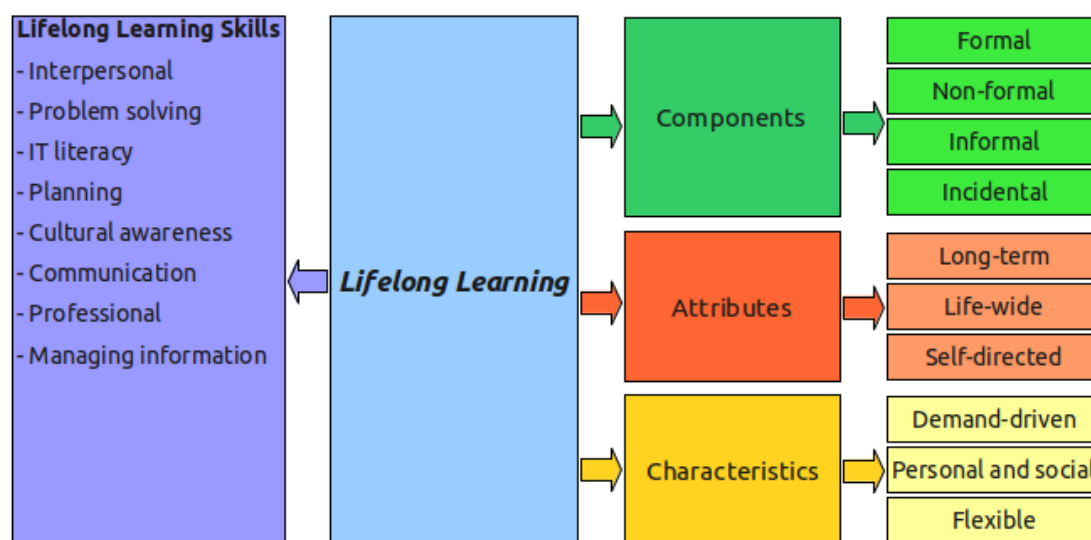 Lifelong Learning Skills
- Interpersonal
- Problem solving
- IT literacy
- Planning
- Cultural awareness
- Communication
- Professional
- Managing information
Lifelong Learning
Components
Formal
Non-formal
Informal
Incidental
Attributes
Long-term
Life-wide
Self-directed
Characteristics
Demand-driven
Personal and social
Flexible